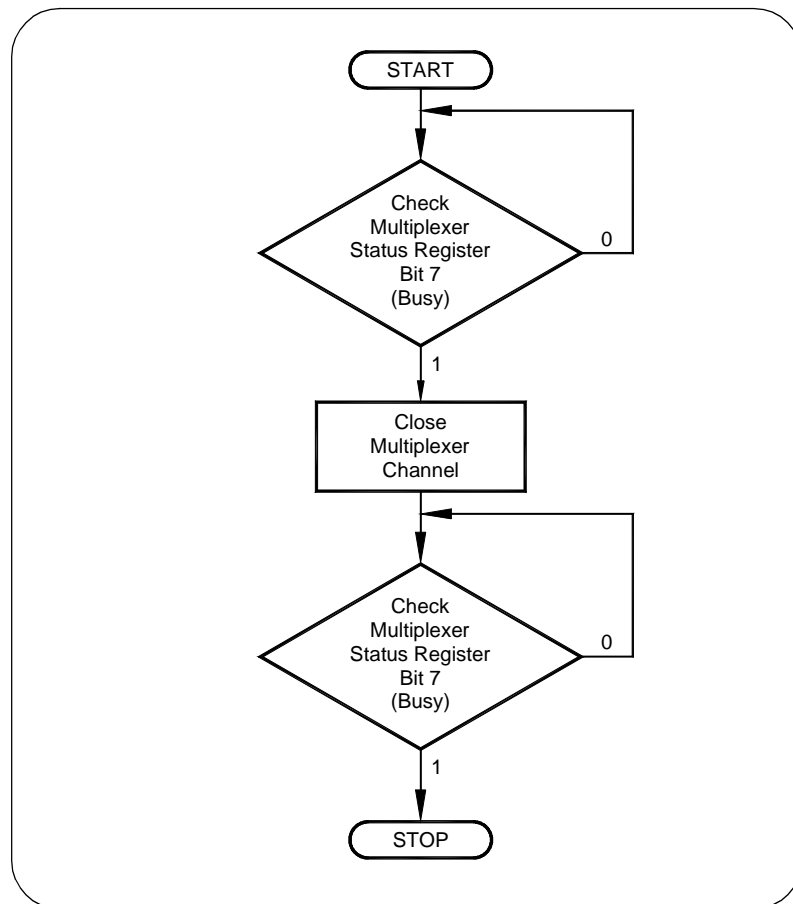 START
Check
Multiplexer
Status Register
Bit 7
(Busy)
0
1
Close
Multiplexer
Channel
Check
Multiplexer
Status Register
Bit 7
(Busy)
0
1
STOP